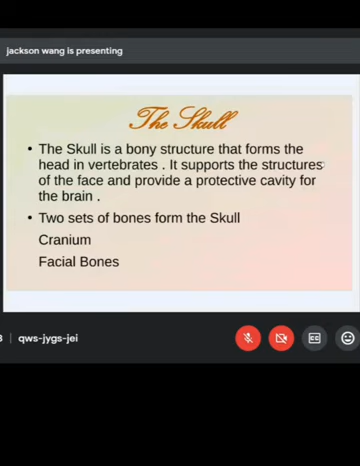 jackson wang is presenting
The Skull
• The Skull is a bony structure that forms the
head in vertebrates . It supports the structures
of the face and provide a protective cavity for
the brain .
• Two sets of bones form the Skull
Cranium
Facial Bones
qws-jygs-jei
CC